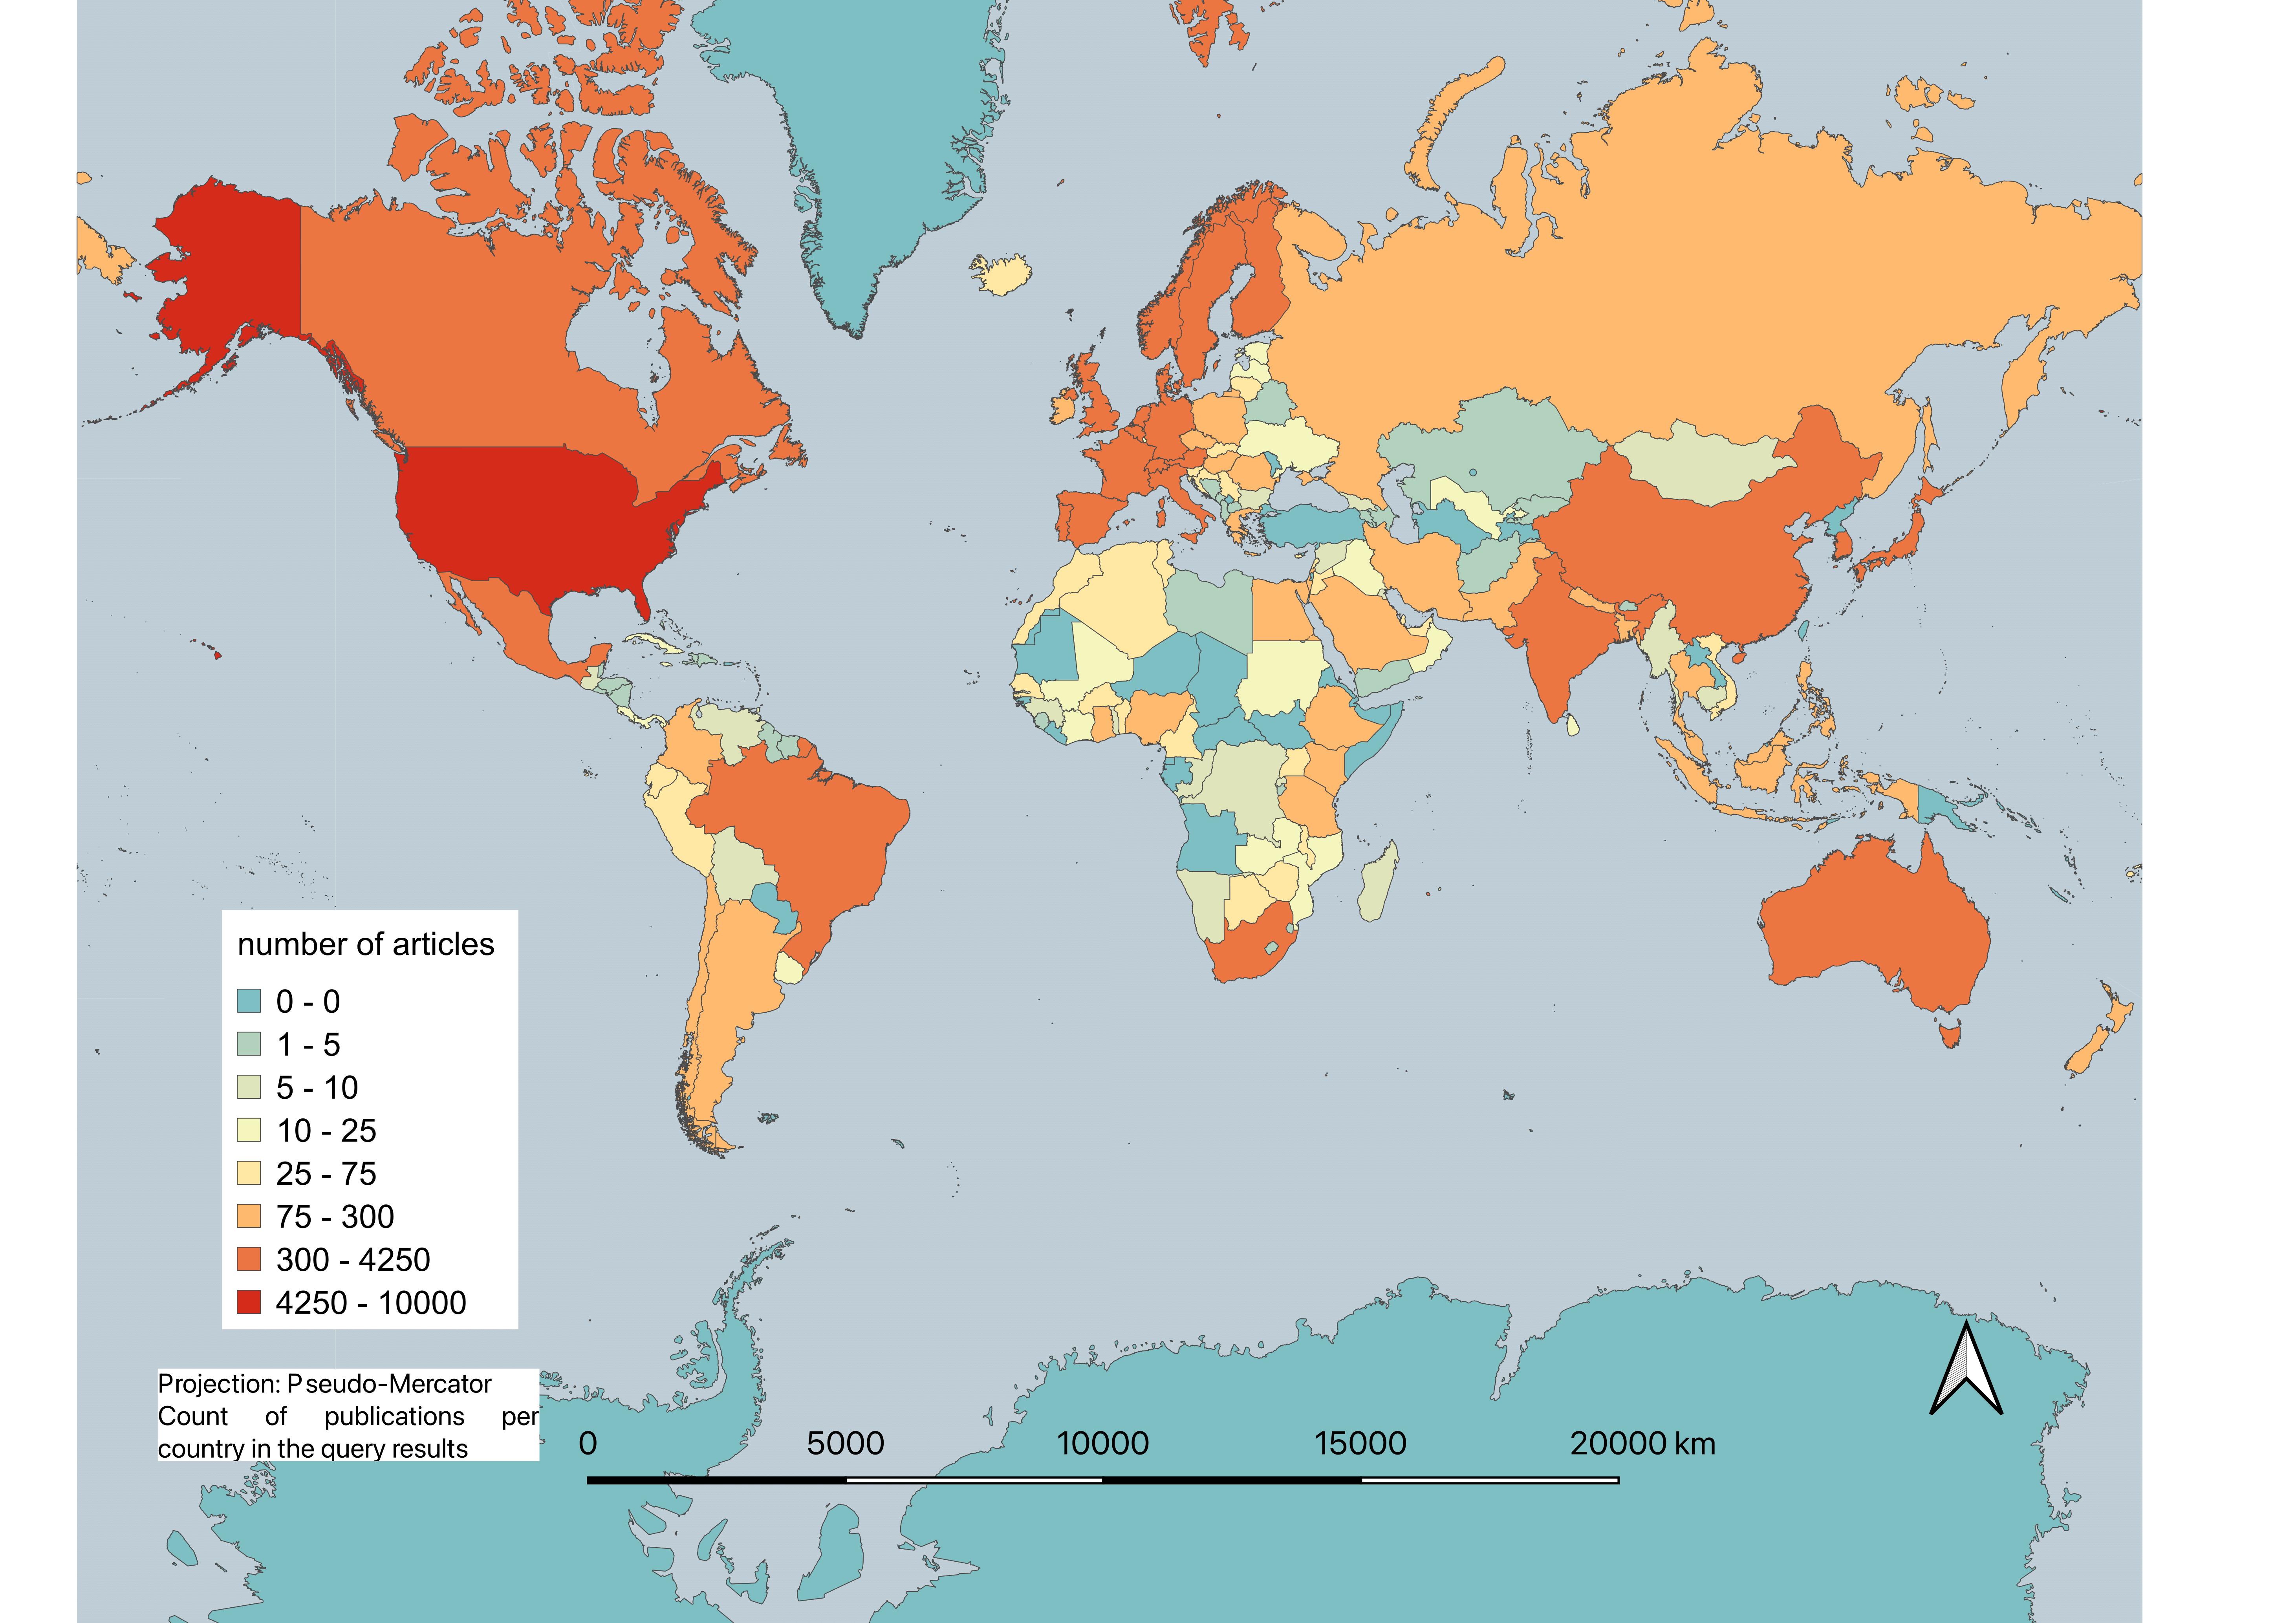 number of articles
0 - 0
1 - 5
5 - 10
10 - 25
25 - 75
75 - 300
300 - 4250
4250 - 10000
Projection: Pseudo-Mercator
Count of publications per
country in the query results
0 5000 10000 15000 20000 km